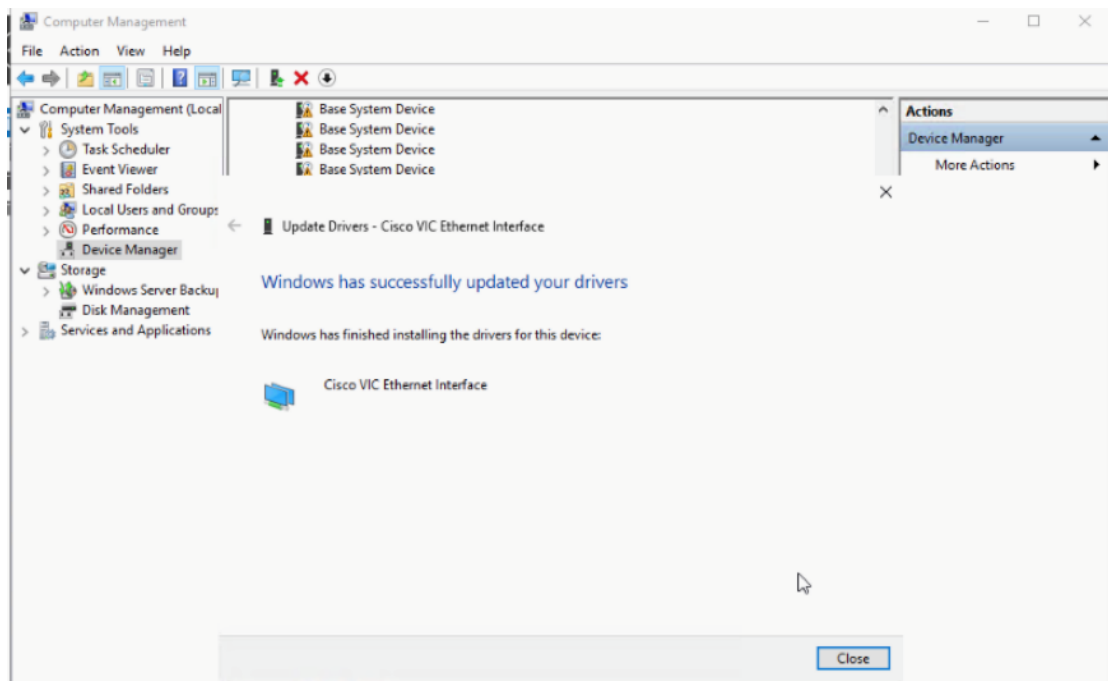 Computer Management
File Action View Help
Computer Management (Local
System Tools
Task Scheduler
Event Viewer
Shared Folders
Local Users and Groups
Performance
Device Manager
Storage
Windows Server Backup
Disk Management
Services and Applications
Base System Device
Base System Device
Base System Device
Base System Device
Actions
Device Manager
More Actions
Update Drivers - Cisco VIC Ethernet Interface
Windows has successfully updated your drivers
Windows has finished installing the drivers for this device:
Cisco VIC Ethernet Interface
Close